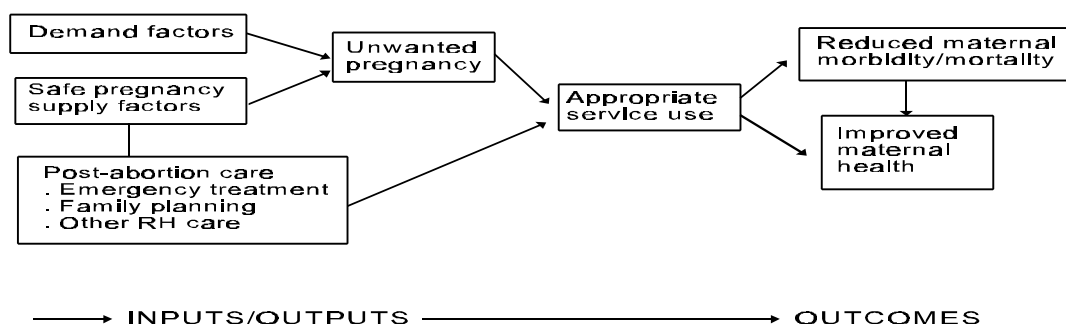 Demand factors
Unwanted
pregnancy
Safe pregnancy
supply factors
Post-abortion care
. Emergency treatment
. Family planning
. Other RH care
Appropriate
service use
Reduced maternal
morbidity/mortality
Improved
maternal
health
INPUTS/OUTPUTS
OUTCOMES